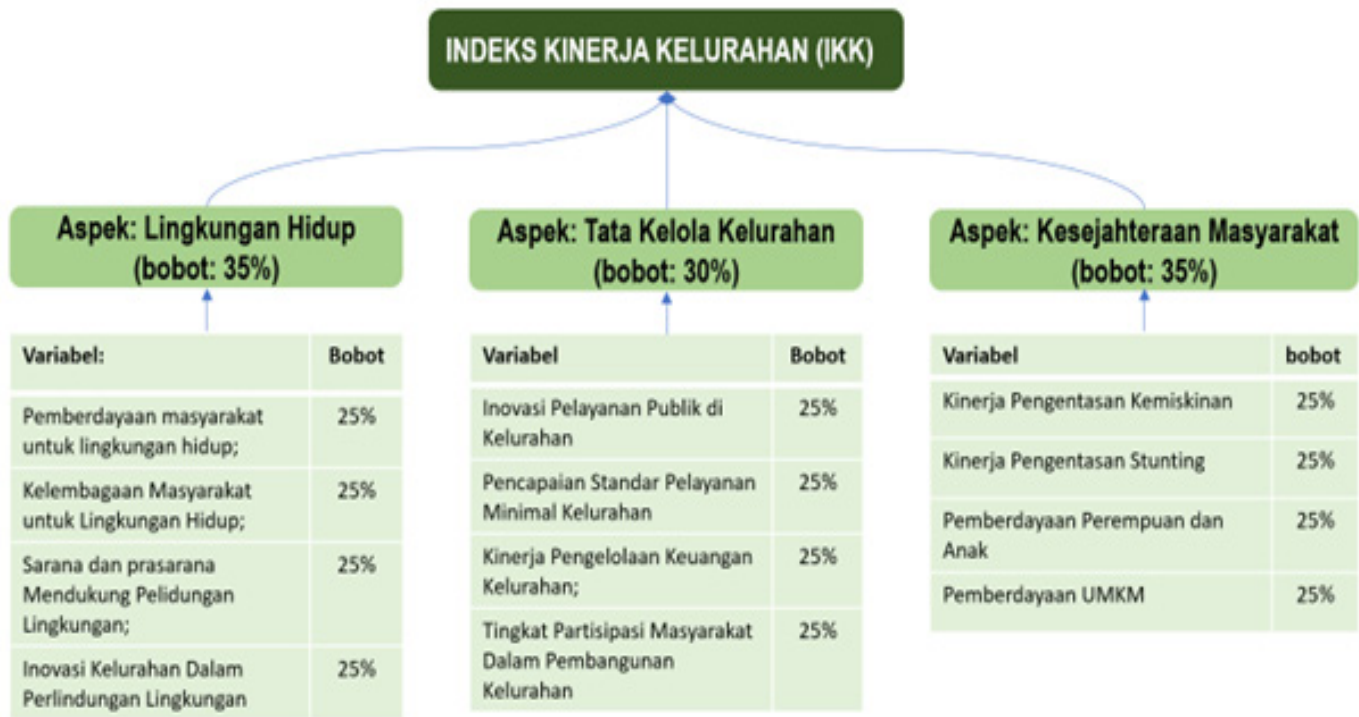 INDEKS KINERJA KELURAHAN (IKK)
Aspek: Lingkungan Hidup
(bobot: 35%)
Variabel: Bobot
Pemberdayaan masyarakat 25%
untuk lingkungan hidup;
Kelembagaan Masyarakat 25%
untuk Lingkungan Hidup;
Sarana dan prasarana 25%
Mendukung Pelidungan
Lingkungan;
Inovasi Kelurahan Dalam 25%
Perlindungan Lingkungan
Aspek: Tata Kelola Kelurahan
(bobot: 30%)
Variabel Bobot
Inovasi Pelayanan Publik di 25%
Kelurahan
Pencapaian Standar Pelayanan 25%
Minimal Kelurahan
Kinerja Pengelolaan Keuangan 25%
Kelurahan;
Tingkat Partisipasi Masyarakat 25%
Dalam Pembangunan
Kelurahan
Aspek: Kesejahteraan Masyarakat
(bobot: 35%)
Variabel bobot
Kinerja Pengentasan Kemiskinan 25%
Kinerja Pengentasan Stunting 25%
Pemberdayaan Perempuan dan 25%
Anak
Pemberdayaan UMKM 25%